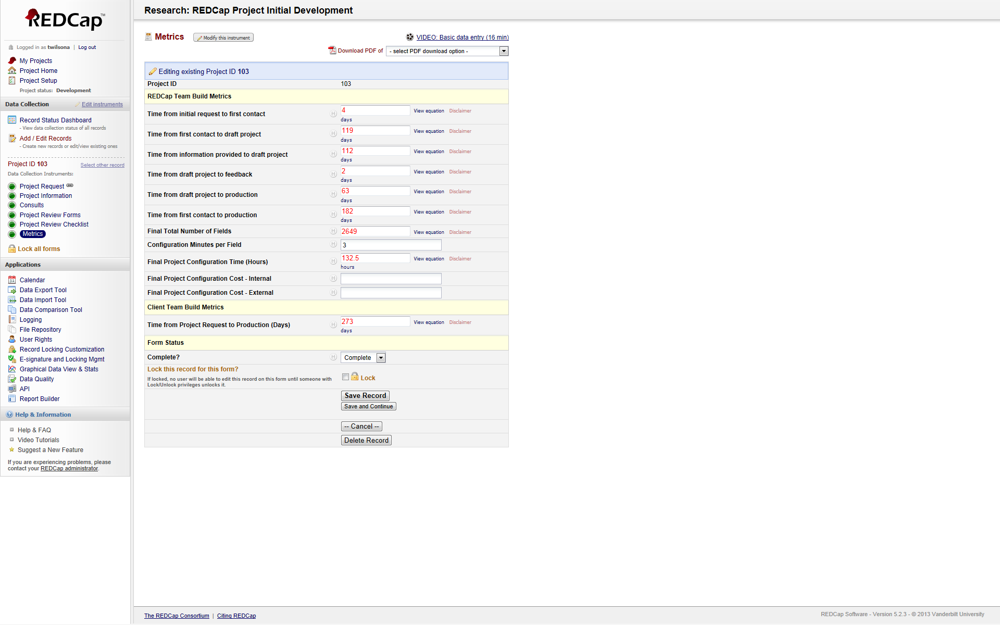 REDCap™
Logged in as twilsona | Log out
My Projects
Project Home
Project Setup
Project status: Development
Data Collection
Edit instruments
Record Status Dashboard
- View data collection status of all records
Add / Edit Records
- Create new records or edit/view existing ones
Project ID 103
Select other record
Data Collection Instruments:
Project Request
Project Information
Consults
Project Review Forms
Project Review Checklist
Metrics
Lock all forms
Applications
Calendar
Data Export Tool
Data Import Tool
Data Comparison Tool
Logging
File Repository
User Rights
Record Locking Customization
E-signature and Locking Mgmt
Graphical Data View & Stats
Data Quality
API
Report Builder
Help & Information
Help & FAQ
Video Tutorials
Suggest a New Feature
If you are experiencing problems, please
contact your REDCap administrator.
Research: REDCap Project Initial Development
Metrics
Modify this instrument
VIDEO: Basic data entry (16 min)
Download PDF of
- select PDF download option -
Editing existing Project ID 103
Project ID 103
REDCap Team Build Metrics
Time from initial request to first contact H 4 View equation Disclaimer
days
Time from first contact to draft project H 119 View equation Disclaimer
days
Time from information provided to draft project H 112 View equation Disclaimer
days
Time from draft project to feedback H 2 View equation Disclaimer
days
Time from draft project to production H 63 View equation Disclaimer
days
Time from first contact to production H 182 View equation Disclaimer
days
Final Total Number of Fields H 2649 View equation Disclaimer
Configuration Minutes per Field H 3
Final Project Configuration Time (Hours) H 132.5 View equation Disclaimer
hours
Final Project Configuration Cost - Internal H
Final Project Configuration Cost - External H
Client Team Build Metrics
Time from Project Request to Production (Days) H 273 View equation Disclaimer
days
Form Status
Complete? H Complete
Lock this record for this form?
If locked, no user will be able to edit this record on this form until someone with
Lock/Unlock privileges unlocks it.
Lock
Save Record
Save and Continue
-- Cancel --
Delete Record
The REDCap Consortium | Citing REDCap
REDCap Software - Version 5.2.3 - © 2013 Vanderbilt University